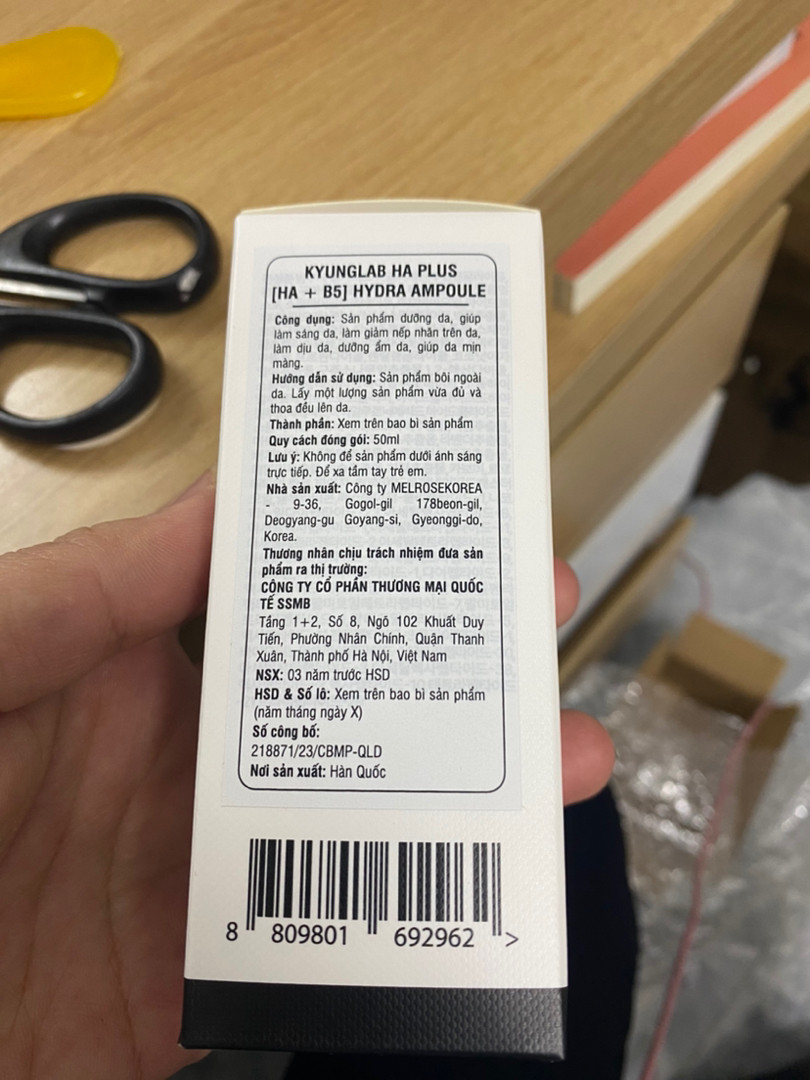 KYUNGLAB HA PLUS
[HA + B5] HYDRA AMPOULE
Công dụng: Sản phẩm dưỡng da, giúp
làm sáng da, làm giảm nếp nhăn trên da,
làm dịu da, dưỡng ẩm da, giúp da mịn
màng.
Hướng dẫn sử dụng: Sản phẩm bôi ngoài
da. Lấy một lượng sản phẩm vừa đủ và
thoa đều lên da.
Thành phần: Xem trên bao bì sản phẩm
Quy cách đóng gói: 50ml
Lưu ý: Không để sản phẩm dưới ánh sáng
trực tiếp. Để xa tầm tay trẻ em.
Nhà sản xuất: Công ty MELROSEKOREA
- 9-36, Gogol-gil 178beon-gil,
Deogyang-gu Goyang-si, Gyeonggi-do,
Korea.
Thương nhân chịu trách nhiệm đưa sản
phẩm ra thị trường:
CÔNG TY CỔ PHẦN THƯƠNG MẠI QUỐC
TẾ SSMB
Tầng 1+2, Số 8, Ngõ 102 Khuất Duy
Tiến, Phường Nhân Chính, Quận Thanh
Xuân, Thành phố Hà Nội, Việt Nam
NSX: 03 năm trước HSD
HSD & Số lô: Xem trên bao bì sản phẩm
(năm tháng ngày X)
Số công bố:
218871/23/CBMP-QLD
Nơi sản xuất: Hàn Quốc
8 809801 692962 >